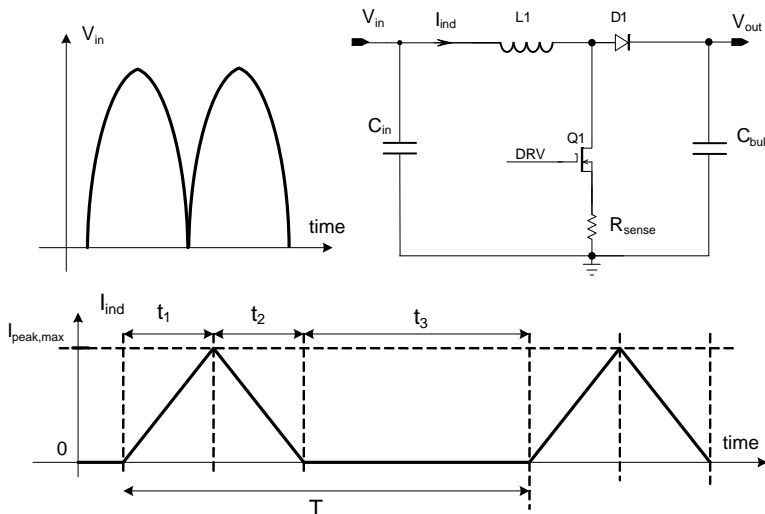 V_in
time
V_in
I_ind
L1
D1
V_out
C_in
Q1
DRV
C_bul
R_sense
I_ind
I_peak,max
t_1
t_2
t_3
0
time
T